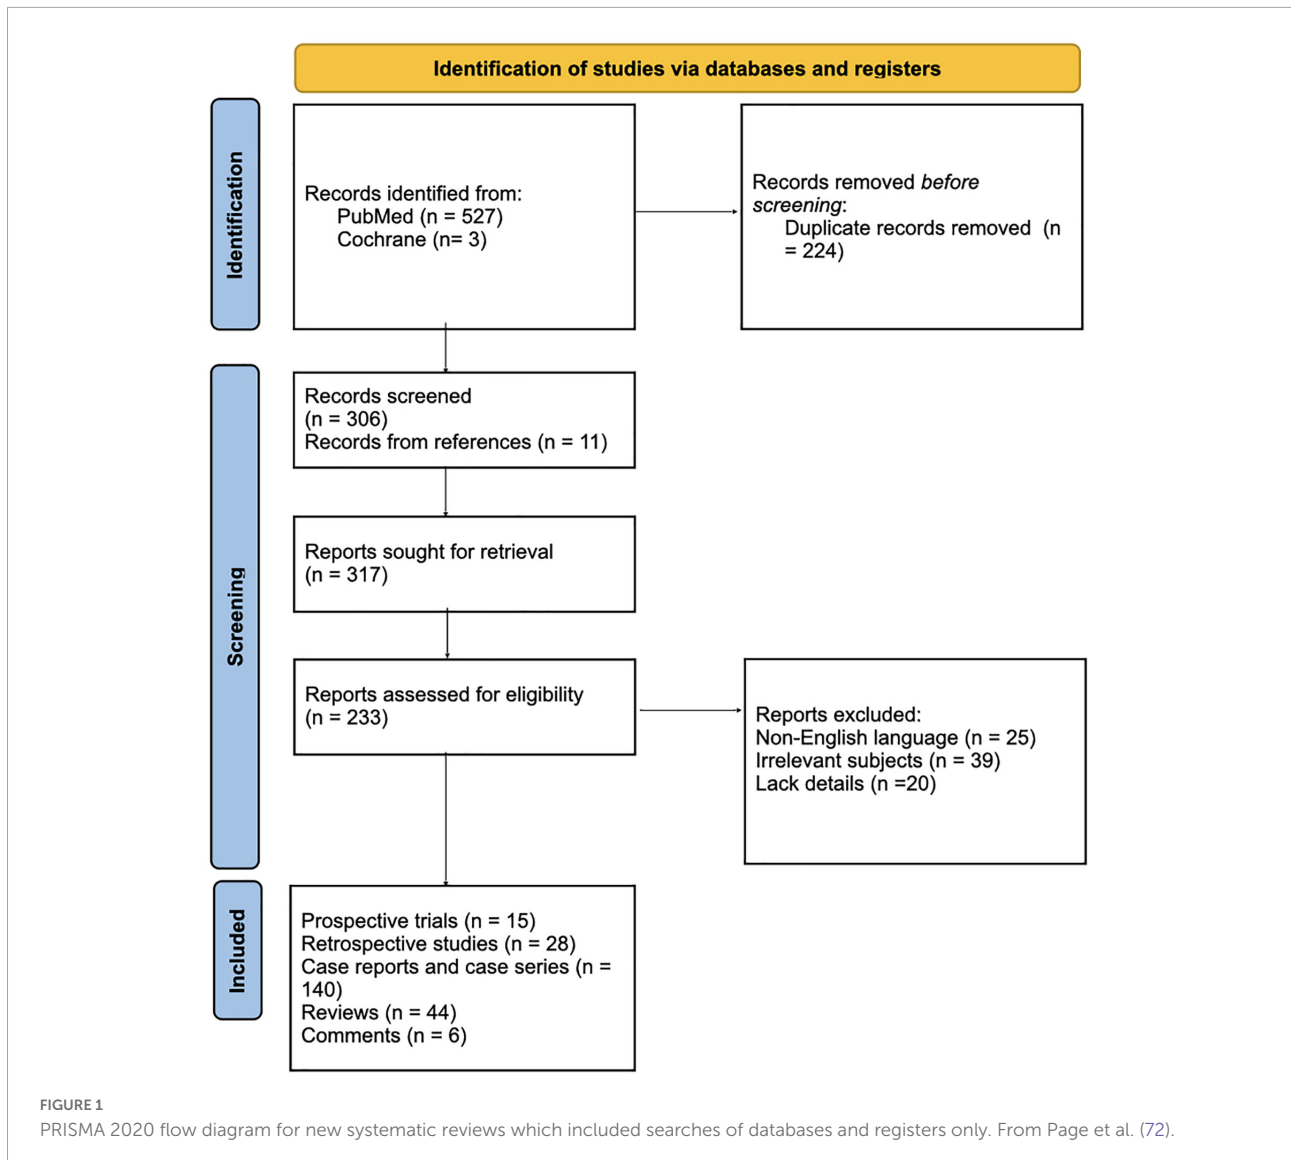 Identification of studies via databases and registers
Identification
Records identified from:
PubMed (n = 527)
Cochrane (n= 3)
Records removed before
screening:
Duplicate records removed (n
= 224)
Screening
Records screened
(n = 306)
Records from references (n = 11)
Reports sought for retrieval
(n = 317)
Reports assessed for eligibility
(n = 233)
Reports excluded:
Non-English language (n = 25)
Irrelevant subjects (n = 39)
Lack details (n =20)
Included
Prospective trials (n = 15)
Retrospective studies (n = 28)
Case reports and case series (n =
140)
Reviews (n = 44)
Comments (n = 6)
FIGURE 1
PRISMA 2020 flow diagram for new systematic reviews which included searches of databases and registers only. From Page et al. (72).